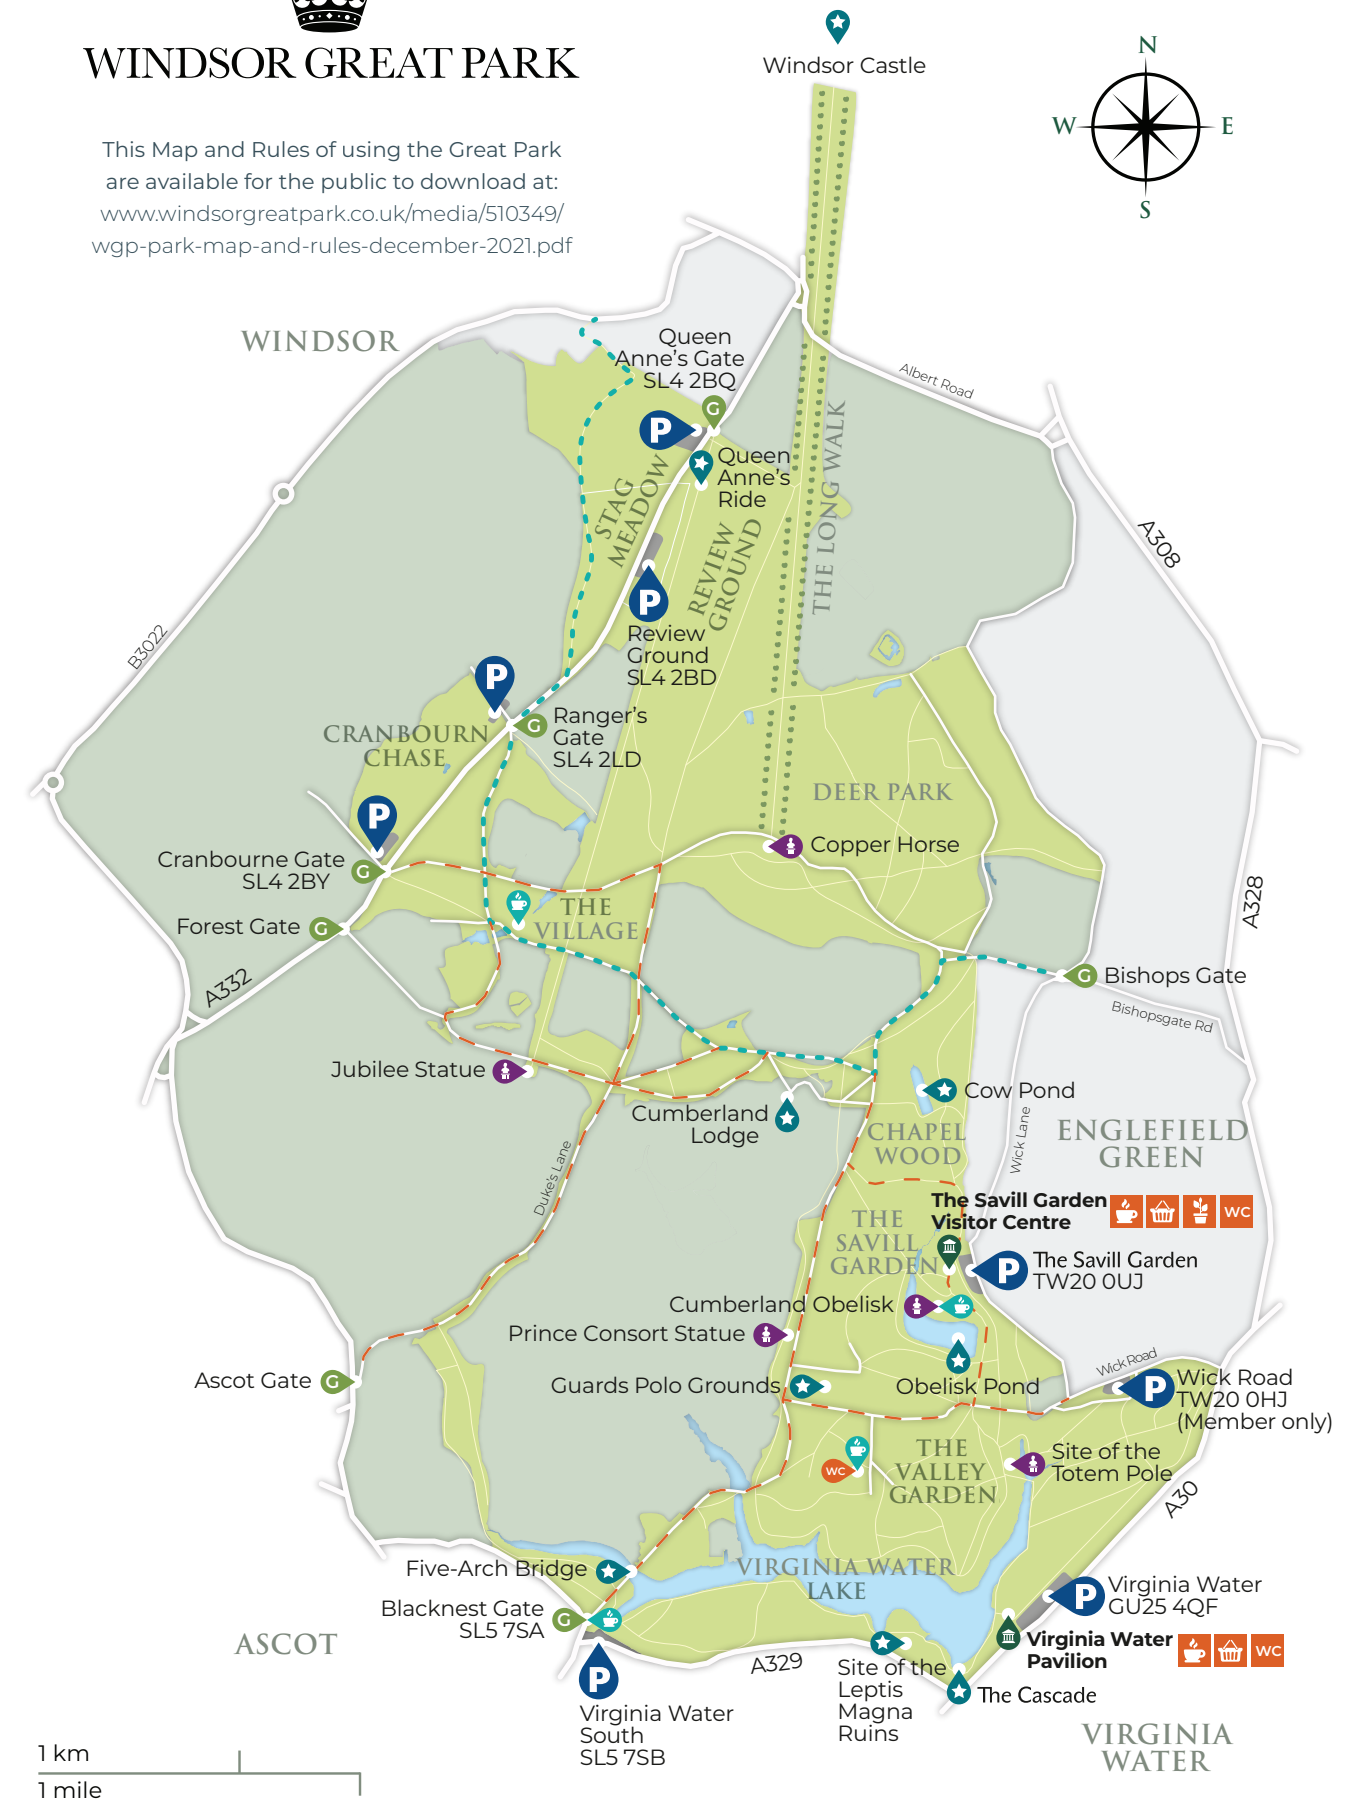 Windsor Castle
WINDSOR GREAT PARK
N
W
E
S
This Map and Rules of using the Great Park
are available for the public to download at:
www.windsorgreatpark.co.uk/media/510349/
wgp-park-map-and-rules-december-2021.pdf
WINDSOR
Queen
Anne's Gate
SL4 2BQ
Albert Road
G
P
Queen
Anne's
Ride
STAG
MEADOW
REVIEW
GROUND
THE LONG WALK
A308
P
Review
Ground
SL4 2BD
B3022
P
CRANBOURN
CHASE
G
Ranger's
Gate
SL4 2LD
DEER PARK
P
Copper Horse
Cranbourne Gate
SL4 2BY
G
A328
THE
VILLAGE
Forest Gate
G
A332
G
Bishops Gate
Bishopsgate Rd
Jubilee Statue
Cow Pond
Cumberland
Lodge
CHAPEL
WOOD
Wick Lane
ENGLEFIELD
GREEN
Duke's Lane
The Savill Garden
Visitor Centre
WC
THE
SAVILL
GARDEN
P
The Savill Garden
TW20 0UJ
Cumberland Obelisk
Prince Consort Statue
Wick Road
Ascot Gate
G
Guards Polo Grounds
Obelisk Pond
P
Wick Road
TW20 0HJ
(Member only)
THE
VALLEY
GARDEN
WC
Site of the
Totem Pole
A30
Five-Arch Bridge
VIRGINIA WATER
LAKE
P
Virginia Water
GU25 4QF
Blacknest Gate
SL5 7SA
G
ASCOT
Virginia Water
Pavilion
WC
A329
P
Site of the
Leptis
Magna
Ruins
The Cascade
Virginia Water
South
SL5 7SB
VIRGINIA
WATER
1 km
1 mile